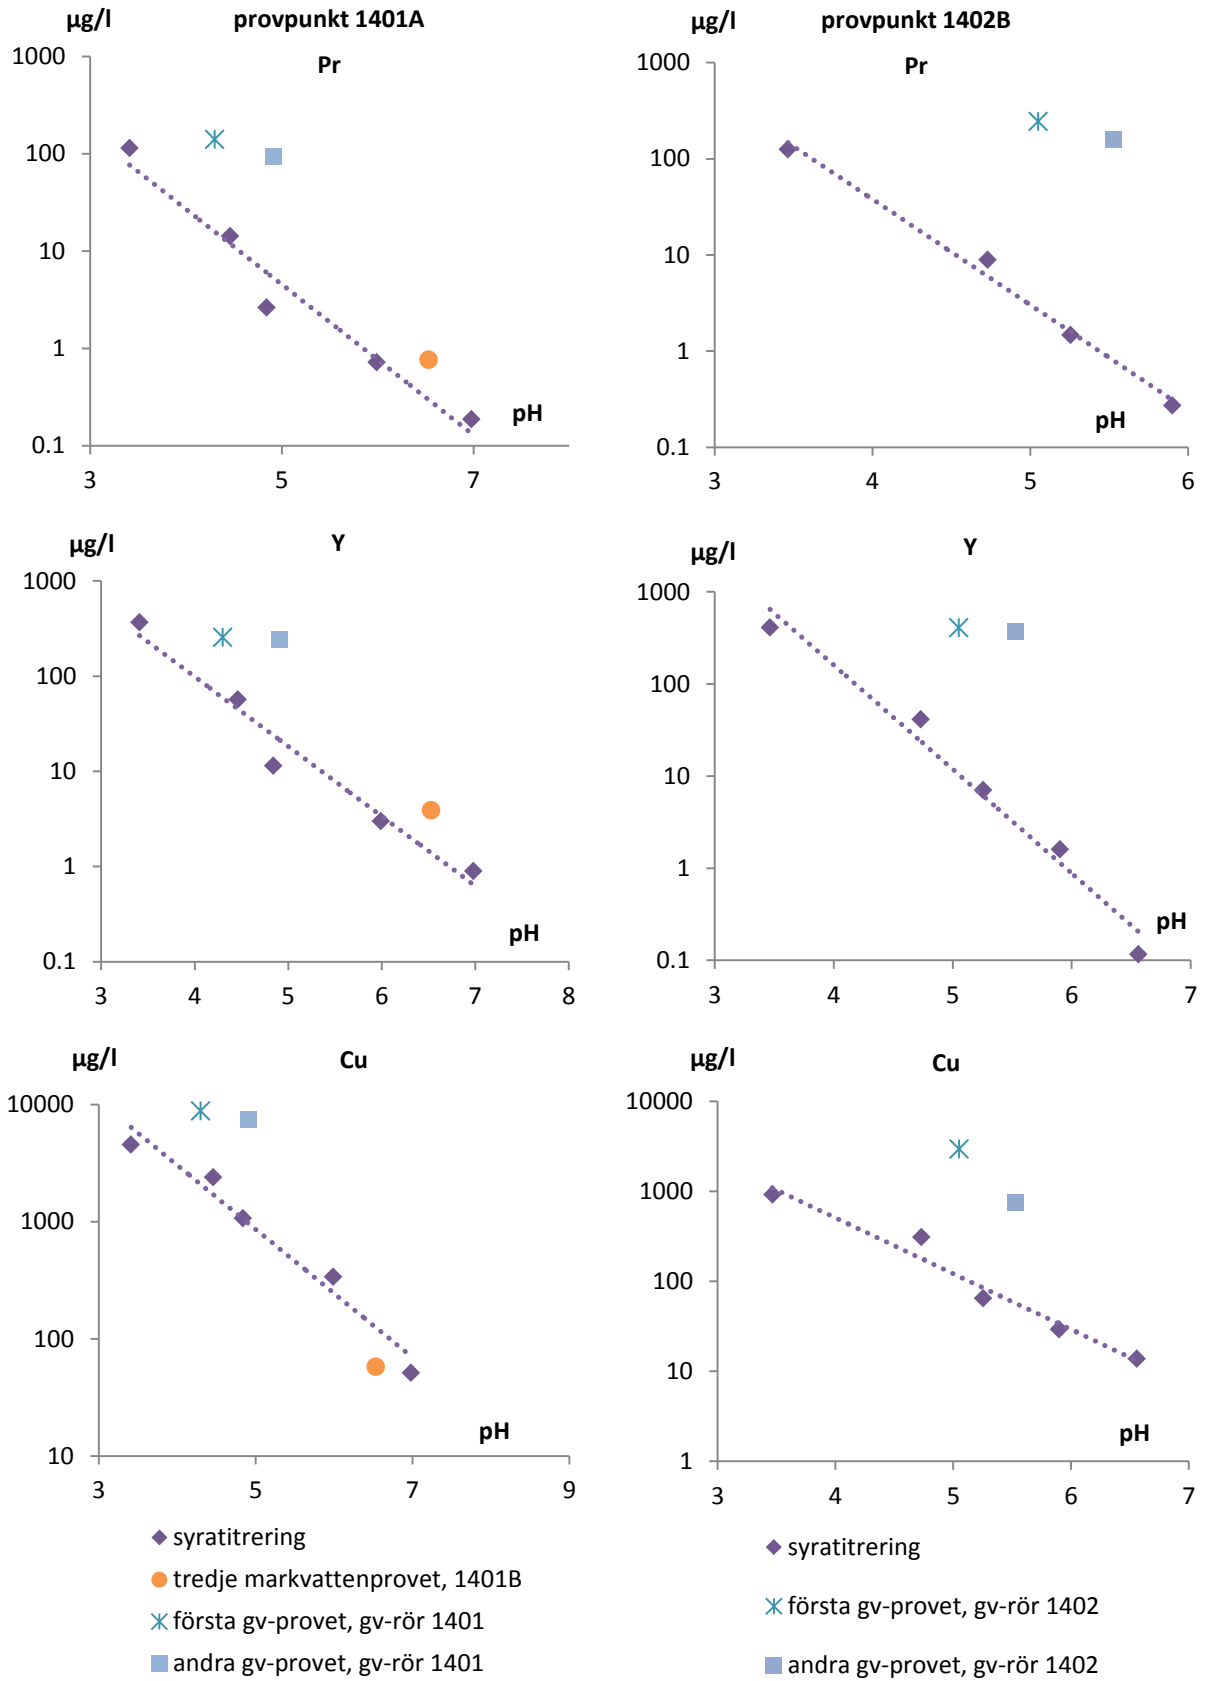 µg/l provpunkt 1401A
Pr
1000
100
10
1
0.1
pH
3 5 7
µg/l provpunkt 1402B
Pr
1000
100
10
1
0.1
pH
3 4 5 6
µg/l Y
1000
100
10
1
0.1
pH
3 4 5 6 7 8
µg/l Y
1000
100
10
1
0.1
pH
3 4 5 6 7
µg/l Cu
10000
1000
100
10
pH
3 5 7 9
µg/l Cu
10000
1000
100
10
1
pH
3 4 5 6 7
syratitrering
tredje markvattenprovet, 1401B
första gv-provet, gv-rör 1401
andra gv-provet, gv-rör 1401
syratitrering
första gv-provet, gv-rör 1402
andra gv-provet, gv-rör 1402